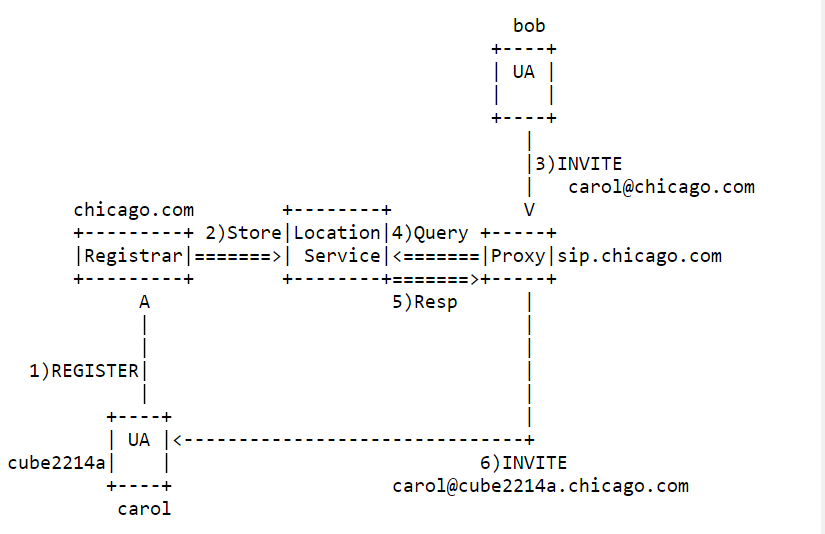 bob
UA
3)INVITE
carol@chicago.com
chicago.com
V
2)Store Location 4)Query
Registrar Service Proxy sip.chicago.com
A
5)Resp
1)REGISTER
UA
cube2214a
6)INVITE
carol@cube2214a.chicago.com
carol